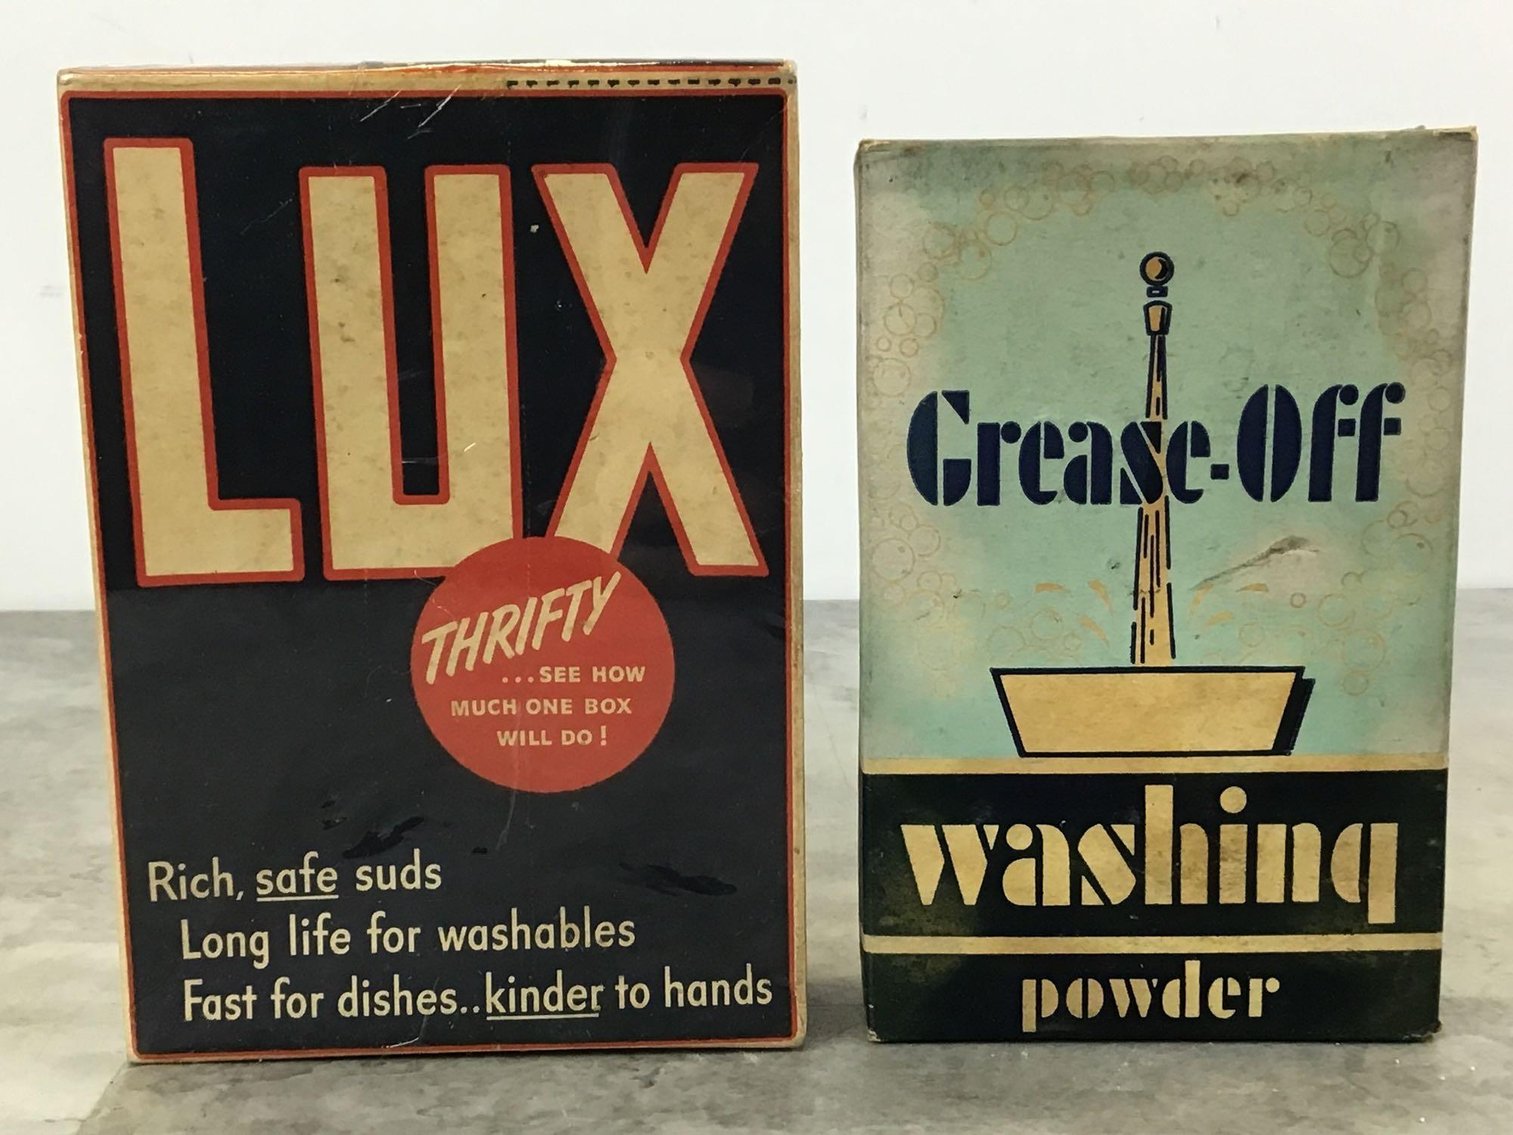 LUX
THRIFTY
...SEE HOW
MUCH ONE BOX
WILL DO!
Rich, safe suds
Long life for washables
Fast for dishes..kinder to hands
Grease-Off
washing
powder